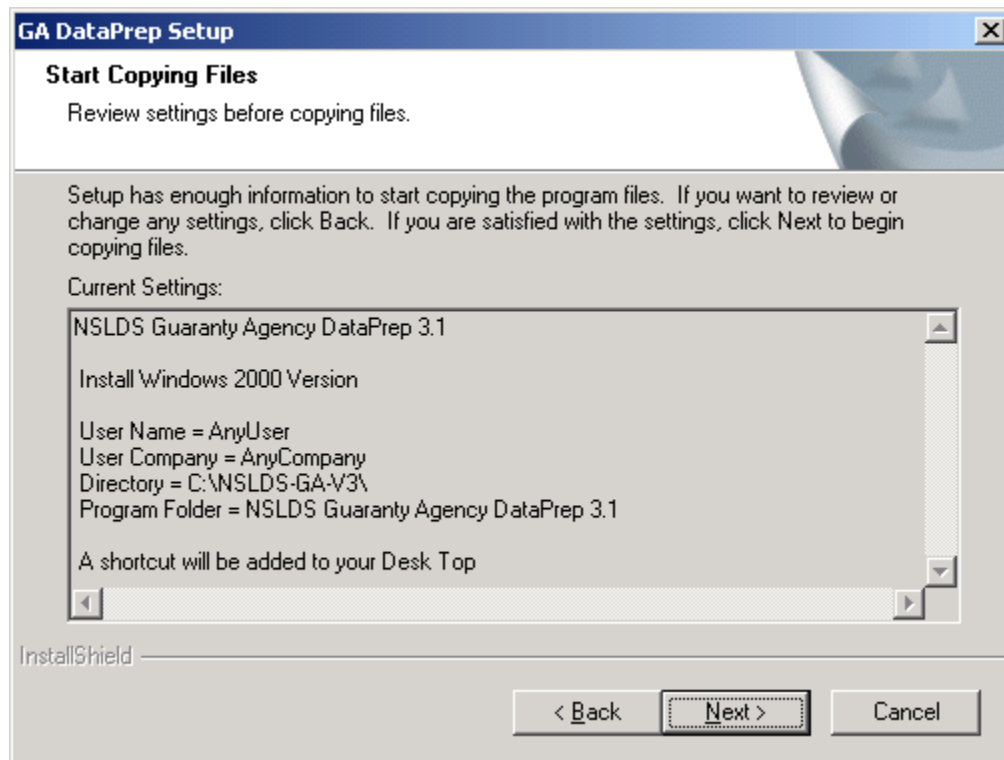 GA DataPrep Setup
Start Copying Files
Review settings before copying files.
Setup has enough information to start copying the program files.  If you want to review or
change any settings, click Back.  If you are satisfied with the settings, click Next to begin
copying files.
Current Settings:
NSLDS Guaranty Agency DataPrep 3.1
Install Windows 2000 Version
User Name = AnyUser
User Company = AnyCompany
Directory = C:\NSLDS-GA-V3\
Program Folder = NSLDS Guaranty Agency DataPrep 3.1
A shortcut will be added to your Desk Top
InstallShield
< Back
Next >
Cancel